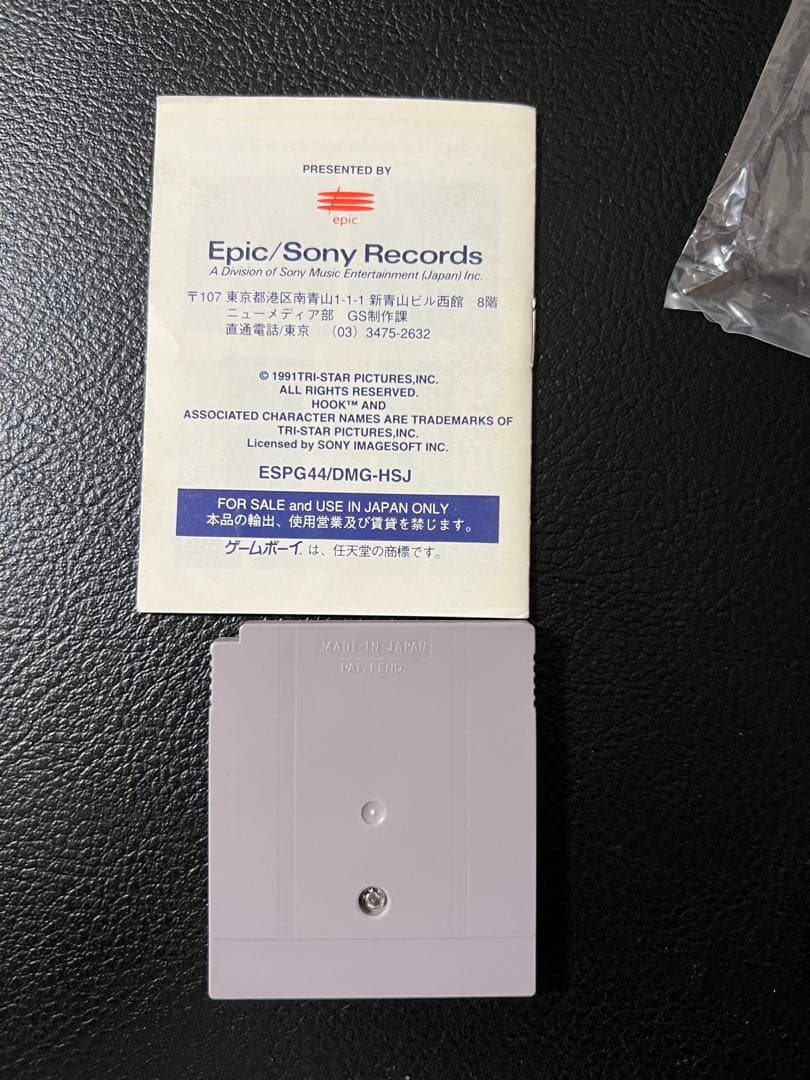 PRESENTED BY
epic
Epic/Sony Records
A Division of Sony Music Entertainment (Japan) Inc.
〒107 東京都港区南青山1-1-1 新青山ビル西館　8階
ニューメディア部　GS制作課
直通電話/東京　（03）3475-2632
© 1991TRI-STAR PICTURES,INC.
ALL RIGHTS RESERVED.
HOOK™ AND
ASSOCIATED CHARACTER NAMES ARE TRADEMARKS OF
TRI-STAR PICTURES,INC.
Licensed by SONY IMAGESOFT INC.
ESPG44/DMG-HSJ
FOR SALE and USE IN JAPAN ONLY
本品の輸出、使用営業及び賃貸を禁じます。
ゲームボーイ™は、任天堂の商標です。
MADE IN JAPAN
PAT. PEND.